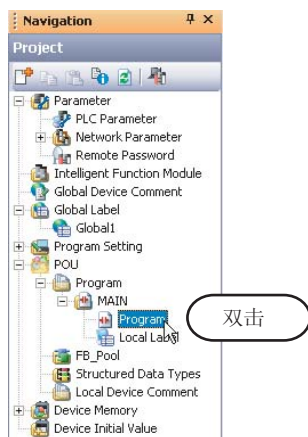 Navigation
Project
Parameter
PLC Parameter
Network Parameter
Remote Password
Intelligent Function Module
Global Device Comment
Global Label
Global1
Program Setting
POU
Program
MAIN
Program
双击
Local Label
FB_Pool
Structured Data Types
Local Device Comment
Device Memory
Device Initial Value